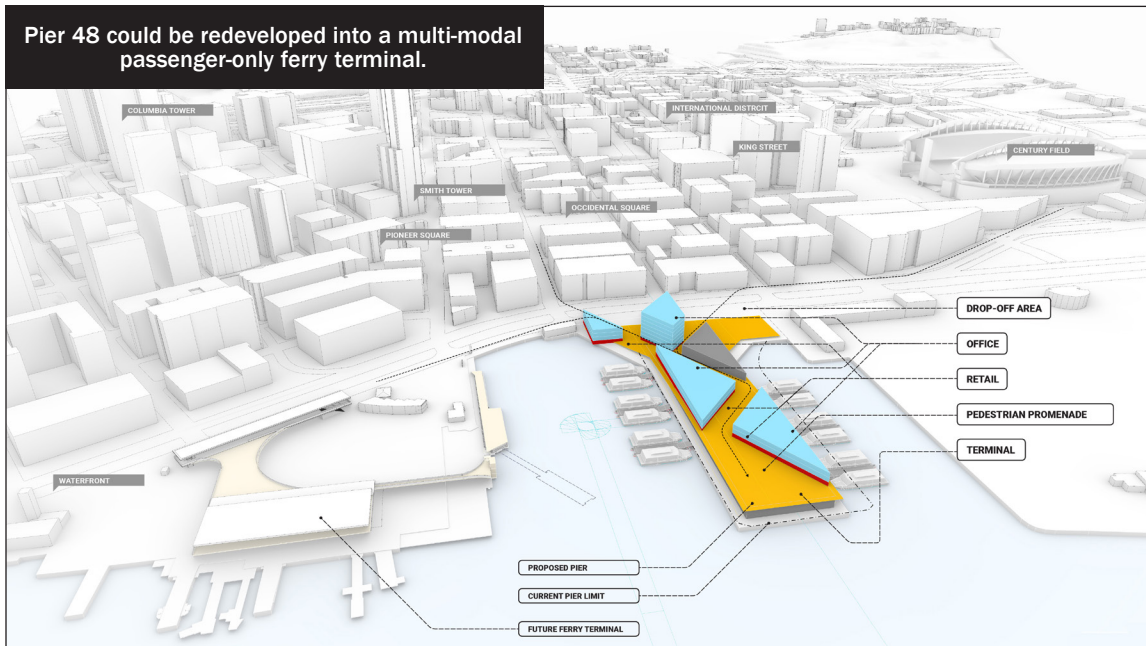 Pier 48 could be redeveloped into a multi-modal
passenger-only ferry terminal.
COLUMBIA TOWER
INTERNATIONAL DISTRCIT
KING STREET
CENTURY FIELD
SMITH TOWER
OCCIDENTAL SQUARE
PIONEER SQUARE
DROP-OFF AREA
OFFICE
RETAIL
PEDESTRIAN PROMENADE
TERMINAL
WATERFRONT
PROPOSED PIER
CURRENT PIER LIMIT
FUTURE FERRY TERMINAL